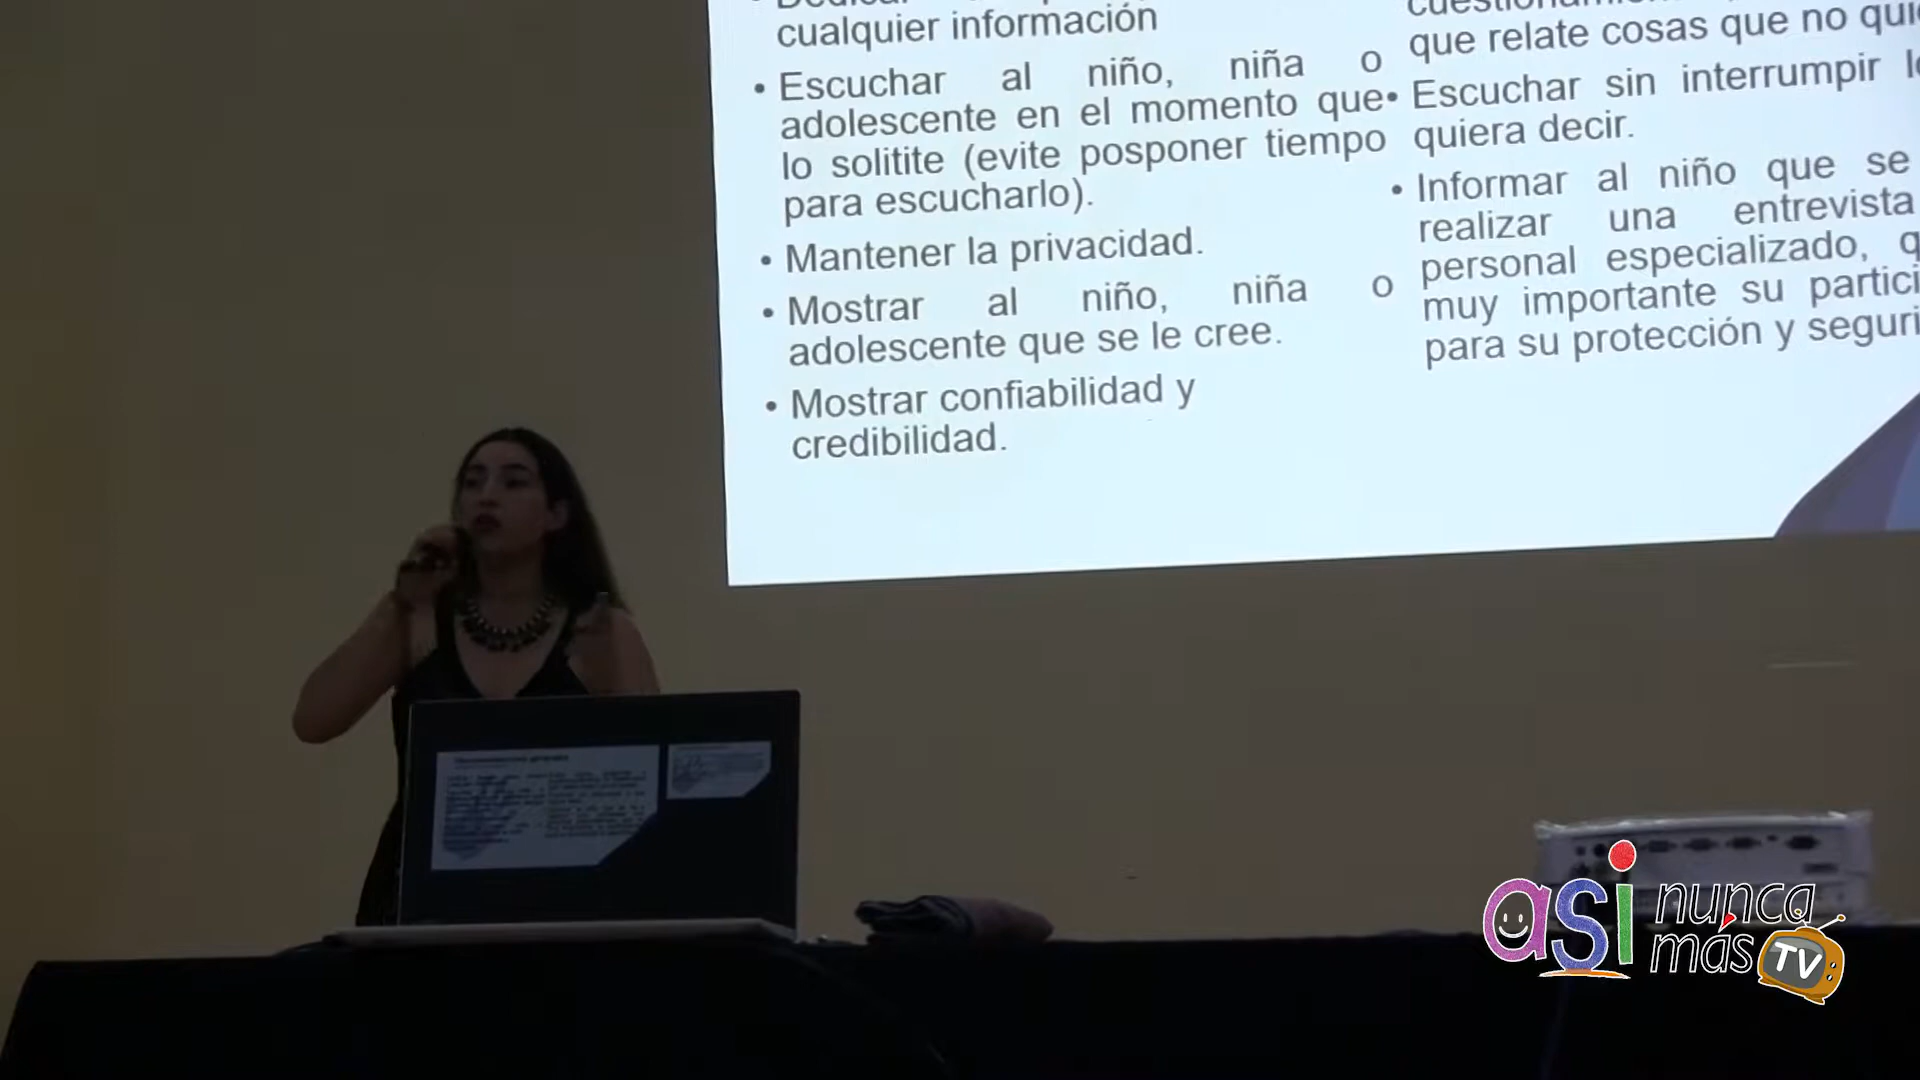 cualquier información
• Escuchar al niño, niña o
adolescente en el momento que
lo solitite (evite posponer tiempo
para escucharlo).
• Mantener la privacidad.
• Mostrar al niño, niña o
adolescente que se le cree.
• Mostrar confiabilidad y
credibilidad.
que relate cosas que no
• Escuchar sin interrumpir
quiera decir.
• Informar al niño que se
realizar una entrevista
personal especializado,
muy importante su
para su protección y
asi nunca
más TV